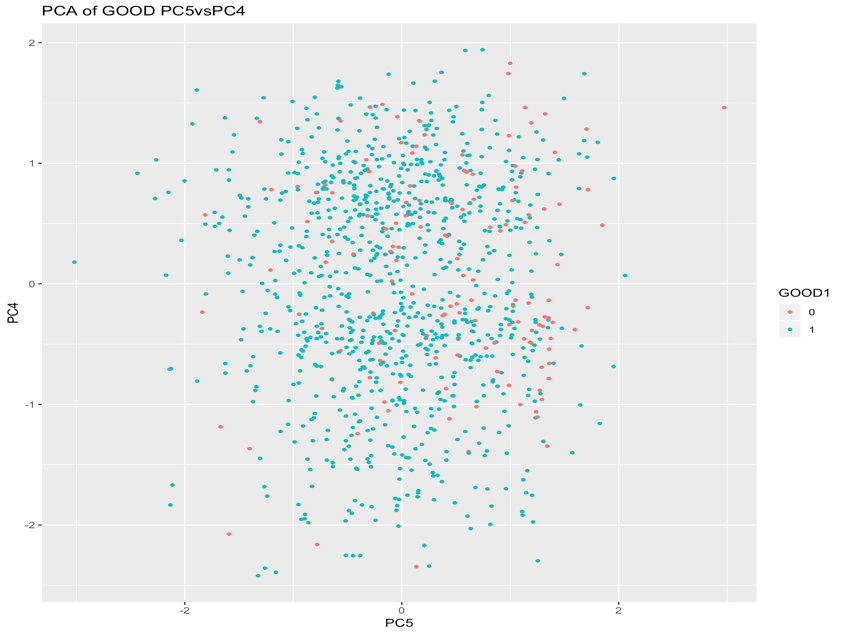 PCA of GOOD PC5vsPC4
2
1
0
-1
-2
PC4
-2
0
2
PC5
GOOD1
0
1